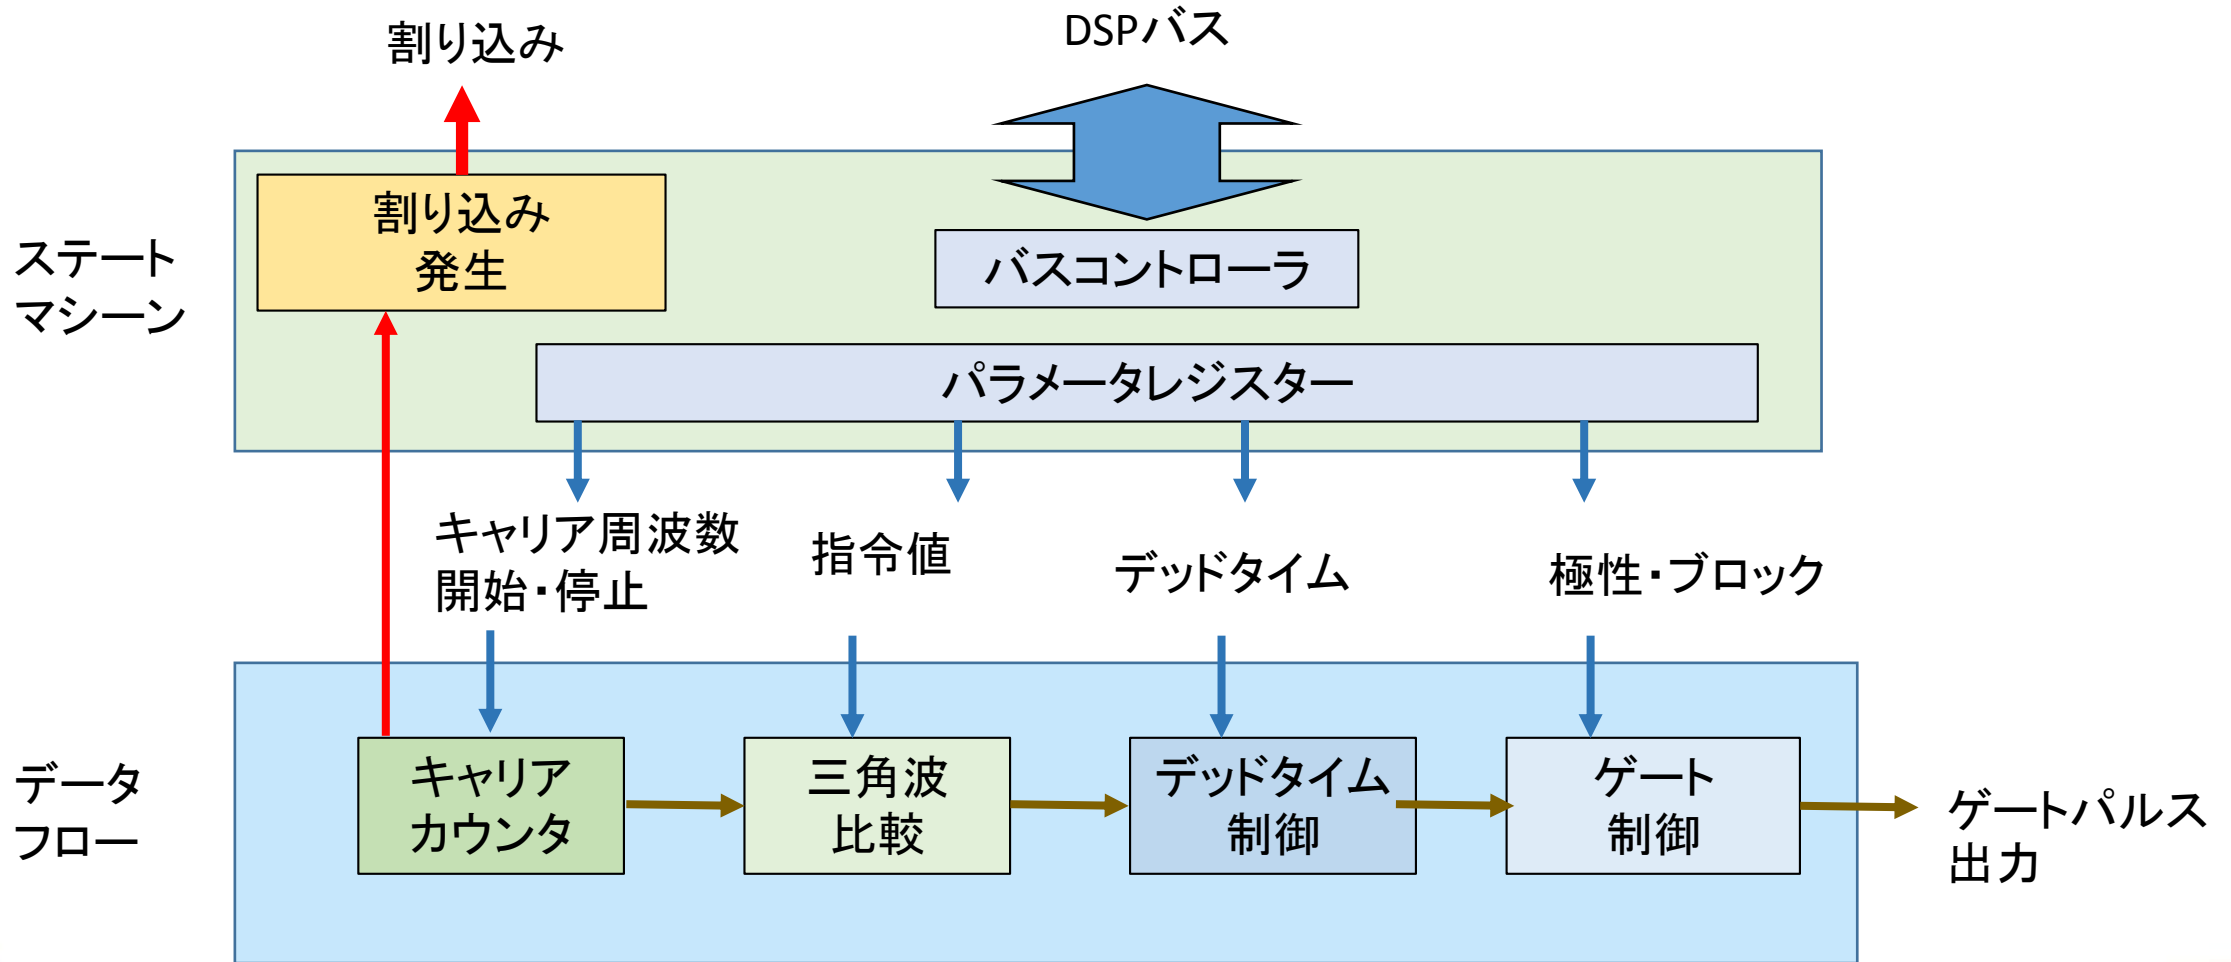 割り込み
DSPバス
割り込み
発生
バスコントローラ
ステート
マシーン
パラメータレジスター
キャリア周波数
開始・停止
指令値
デッドタイム
極性・ブロック
データ
フロー
キャリア
カウンタ
三角波
比較
デッドタイム
制御
ゲート
制御
ゲートパルス
出力